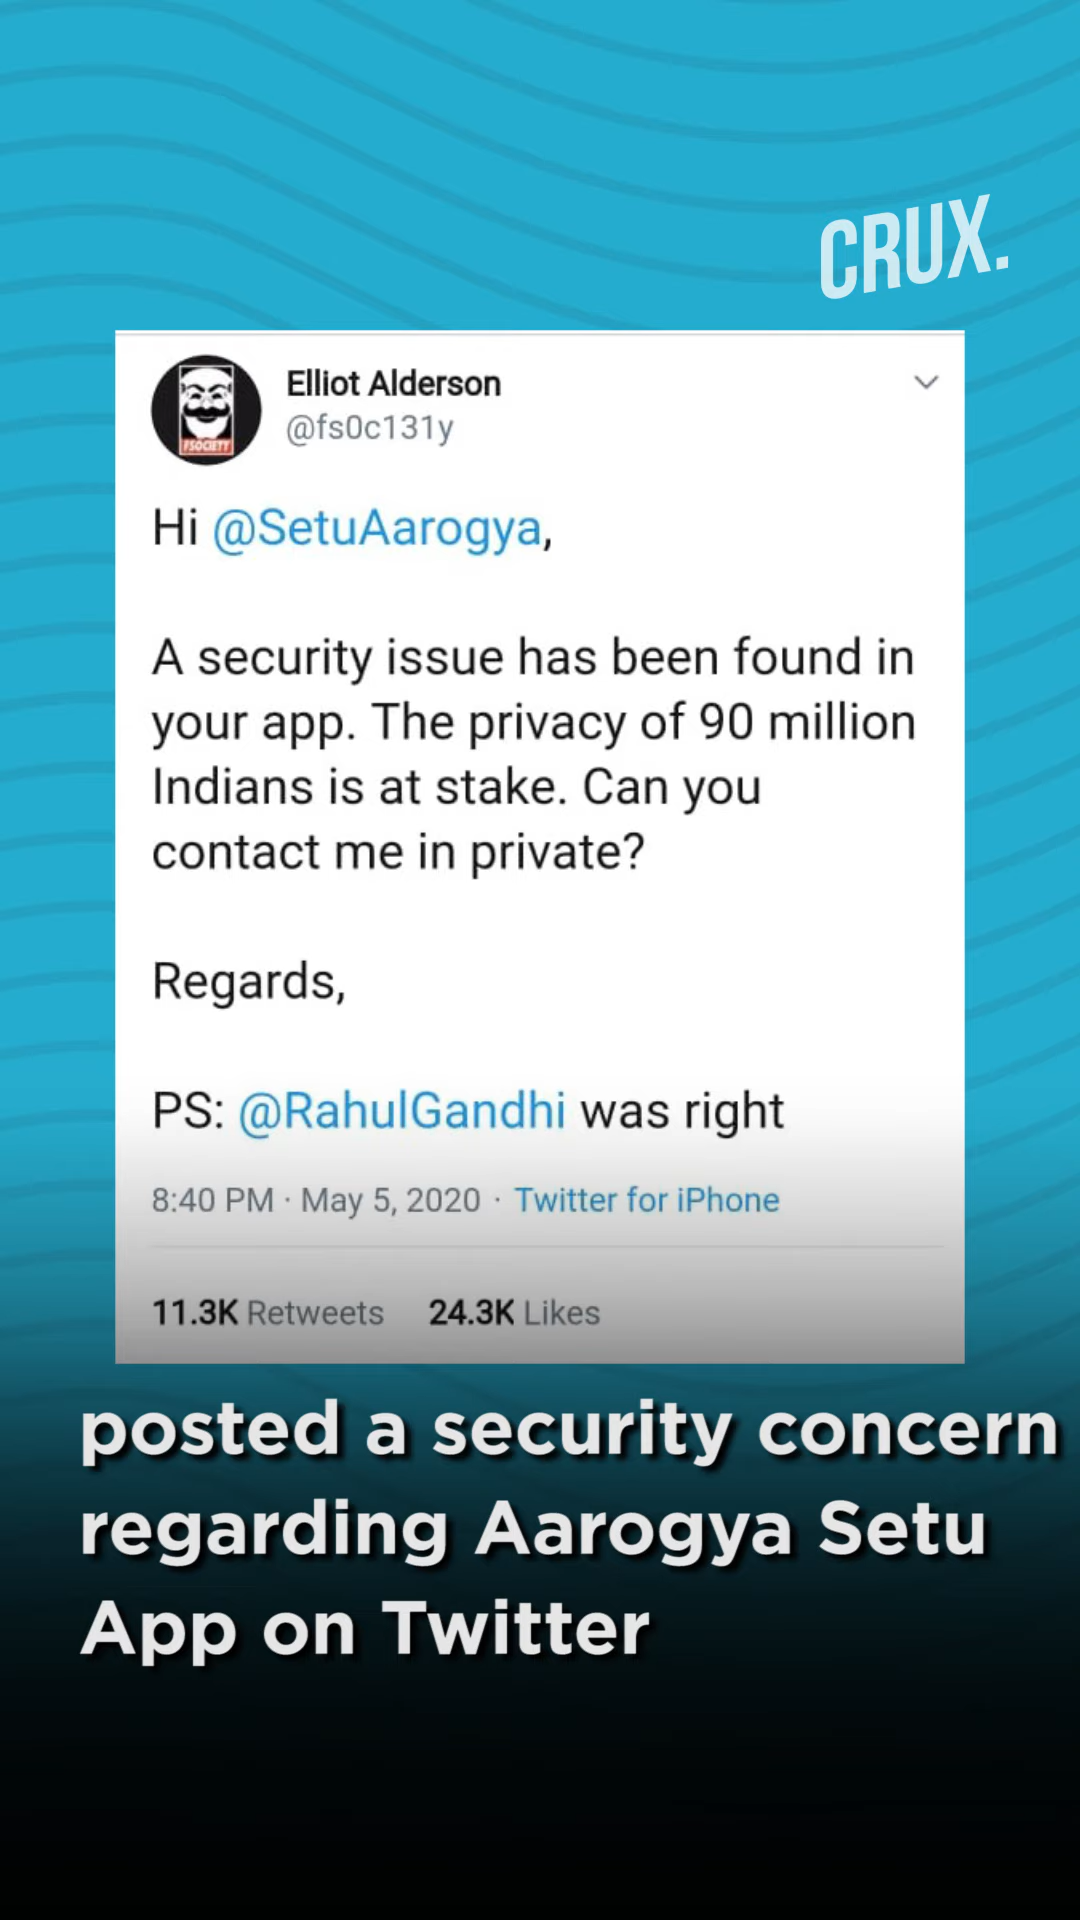 CRUX.
Elliot Alderson
@fs0c131y
FSOCIETY
Hi @SetuAarogya,
A security issue has been found in
your app. The privacy of 90 million
Indians is at stake. Can you
contact me in private?
Regards,
PS: @RahulGandhi was right
8:40 PM · May 5, 2020 · Twitter for iPhone
11.3K Retweets 24.3K Likes
posted a security concern
regarding Aarogya Setu
App on Twitter